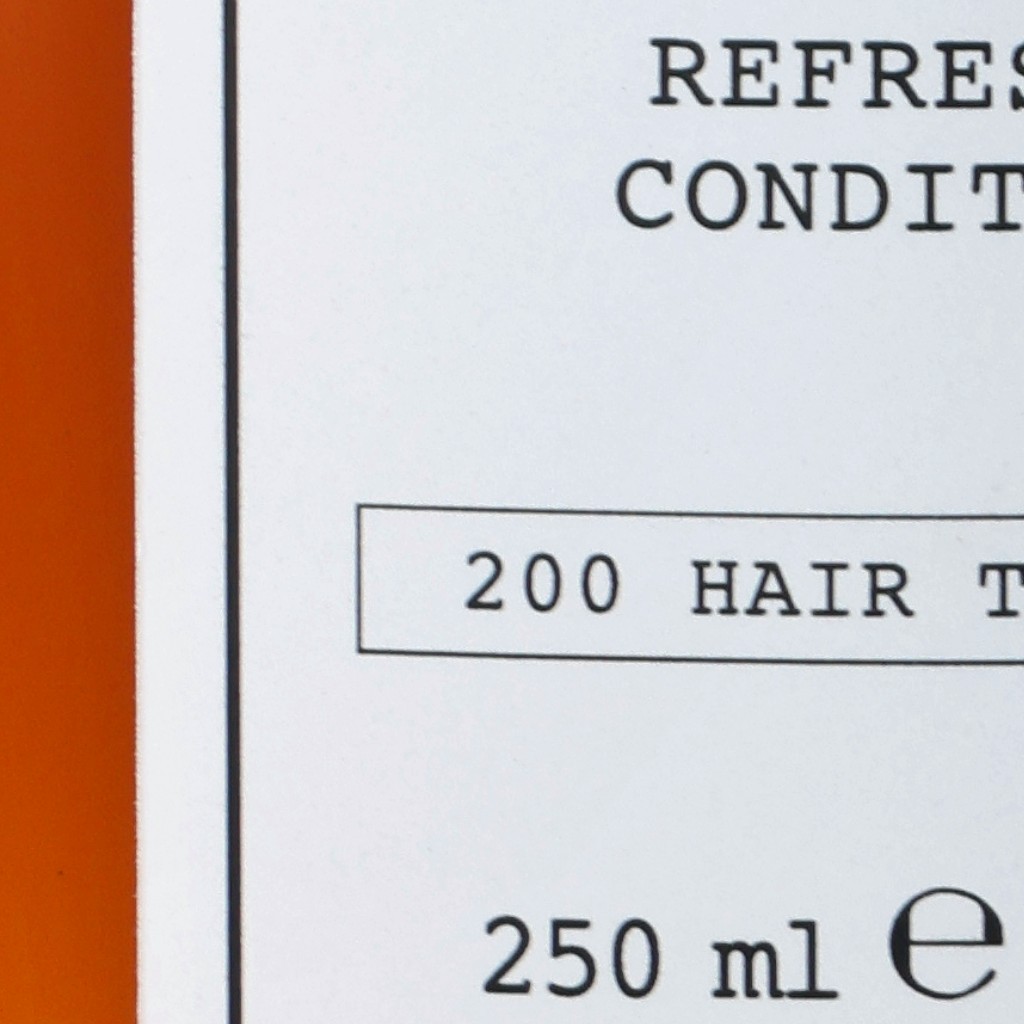 REFRES
CONDIT
200 HAIR T
250 ml ℮